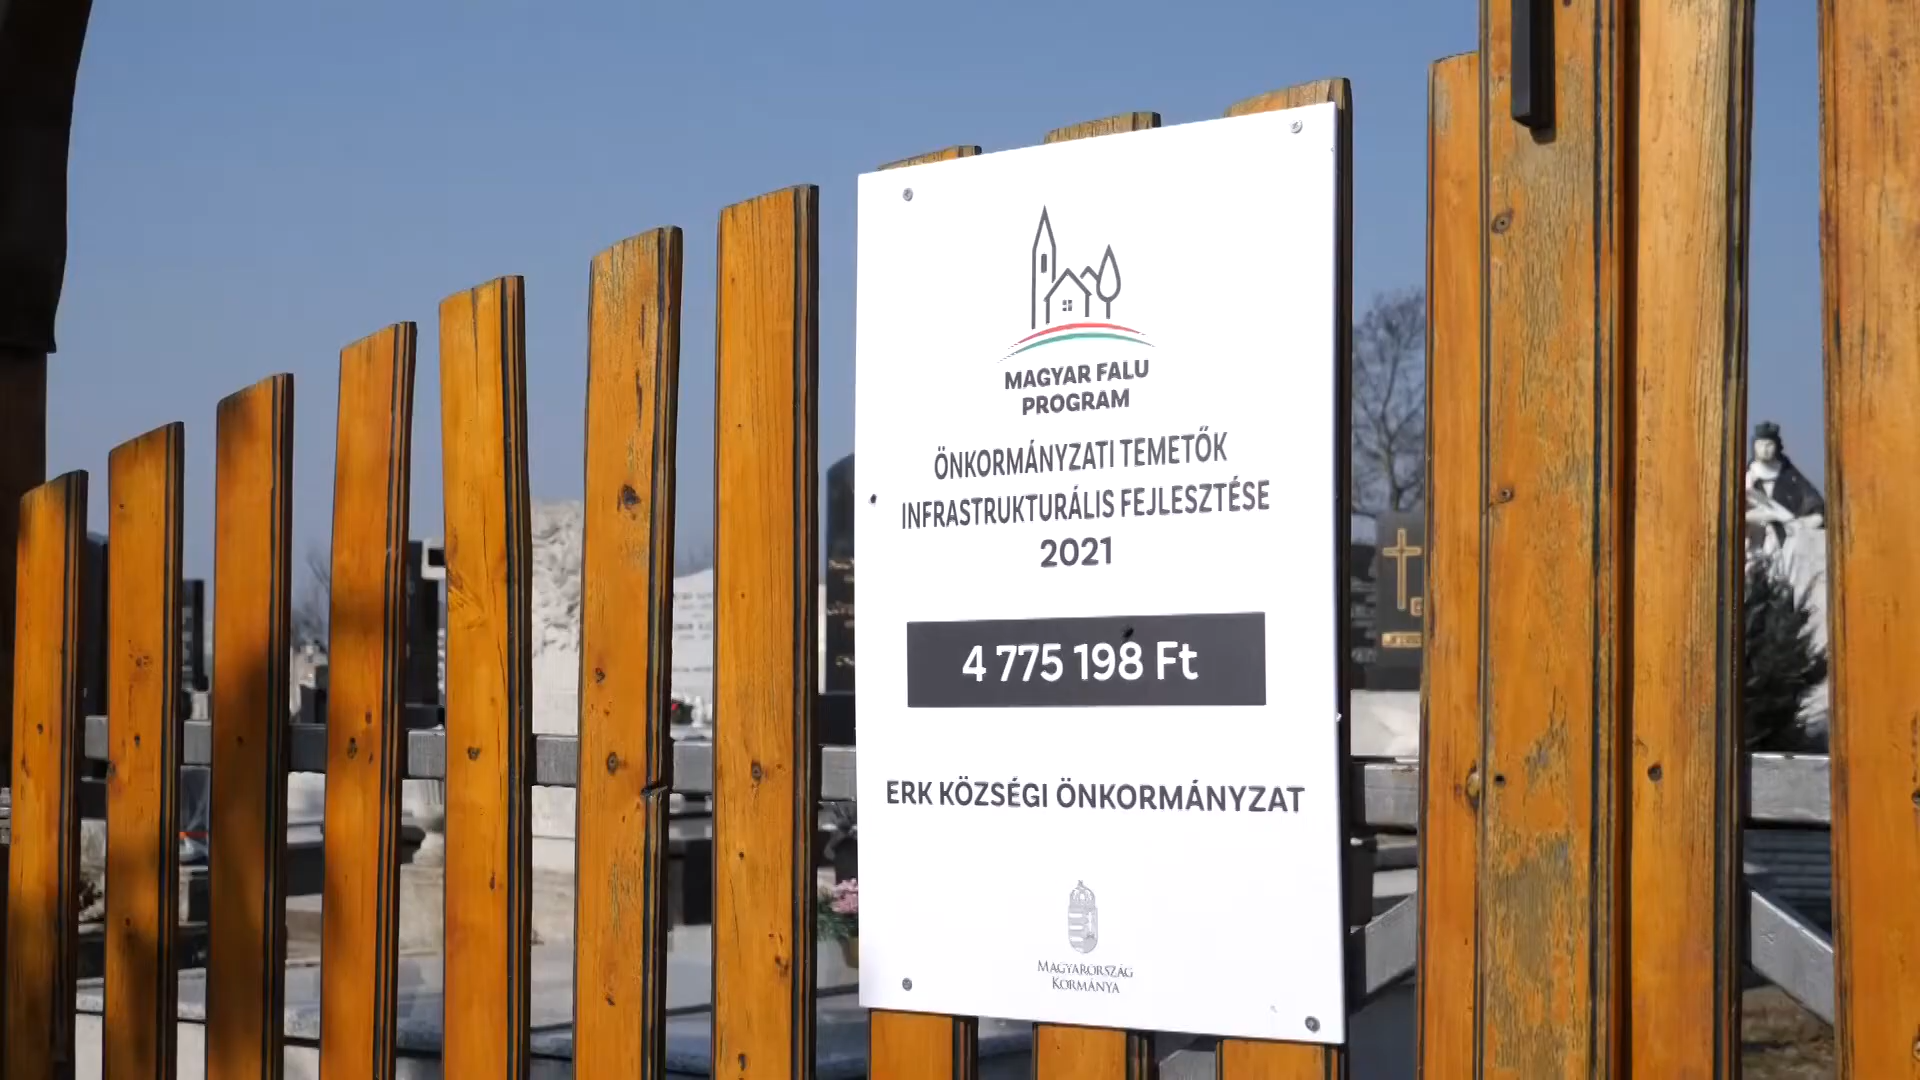 MAGYAR FALU
PROGRAM
ÖNKORMÁNYZATI TEMETŐK
INFRASTRUKTURÁLIS FEJLESZTÉSE
2021
4 775 198 Ft
ERK KÖZSÉGI ÖNKORMÁNYZAT
MAGYARORSZÁG
KORMÁNYA